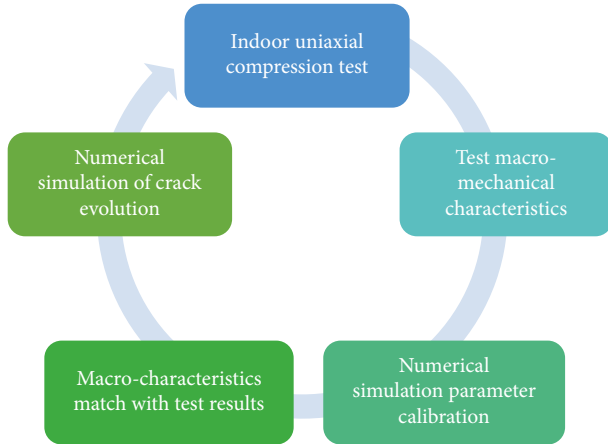 Indoor uniaxial
compression test
Test macro-
mechanical
characteristics
Numerical
simulation parameter
calibration
Macro-characteristics
match with test results
Numerical
simulation of crack
evolution